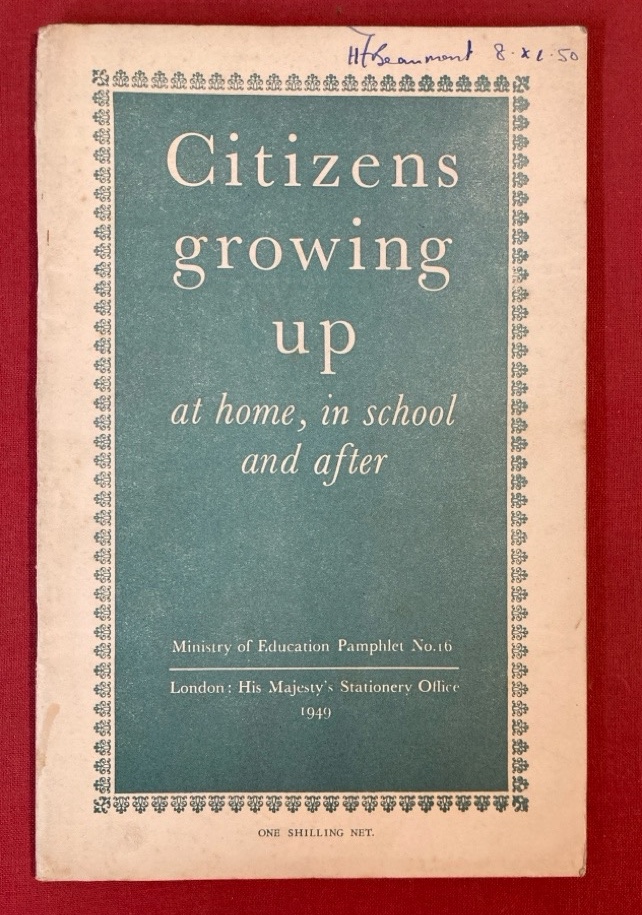 HFBeaumont 8.XI.50
Citizens
growing
up
at home, in school
and after
Ministry of Education Pamphlet No.16
London: His Majesty's Stationery Office
1949
ONE SHILLING NET.